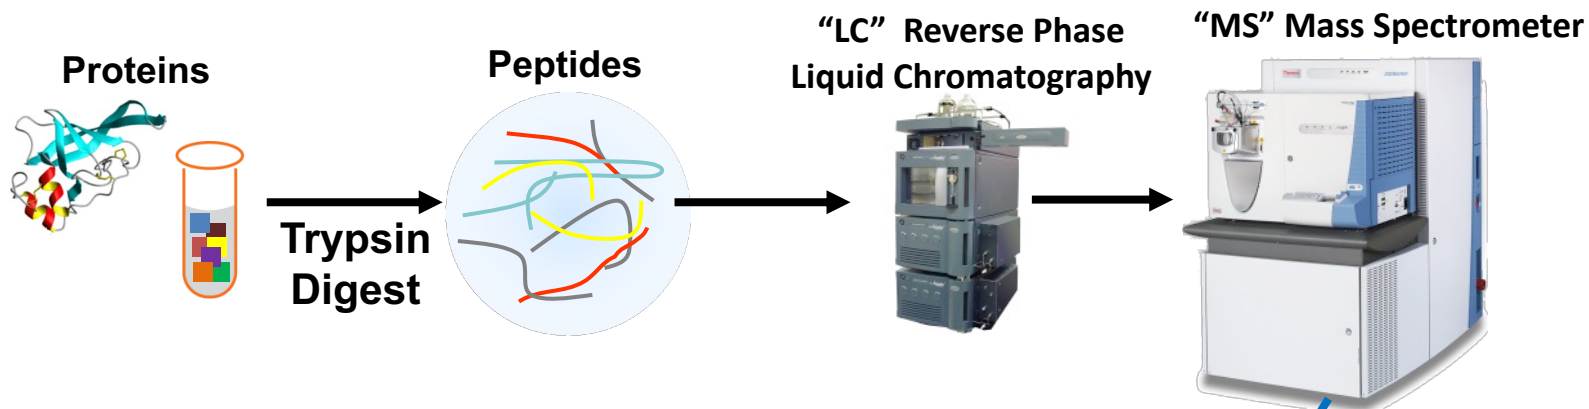 Proteins
Trypsin
Digest
Peptides
“LC” Reverse Phase
Liquid Chromatography
“MS” Mass Spectrometer